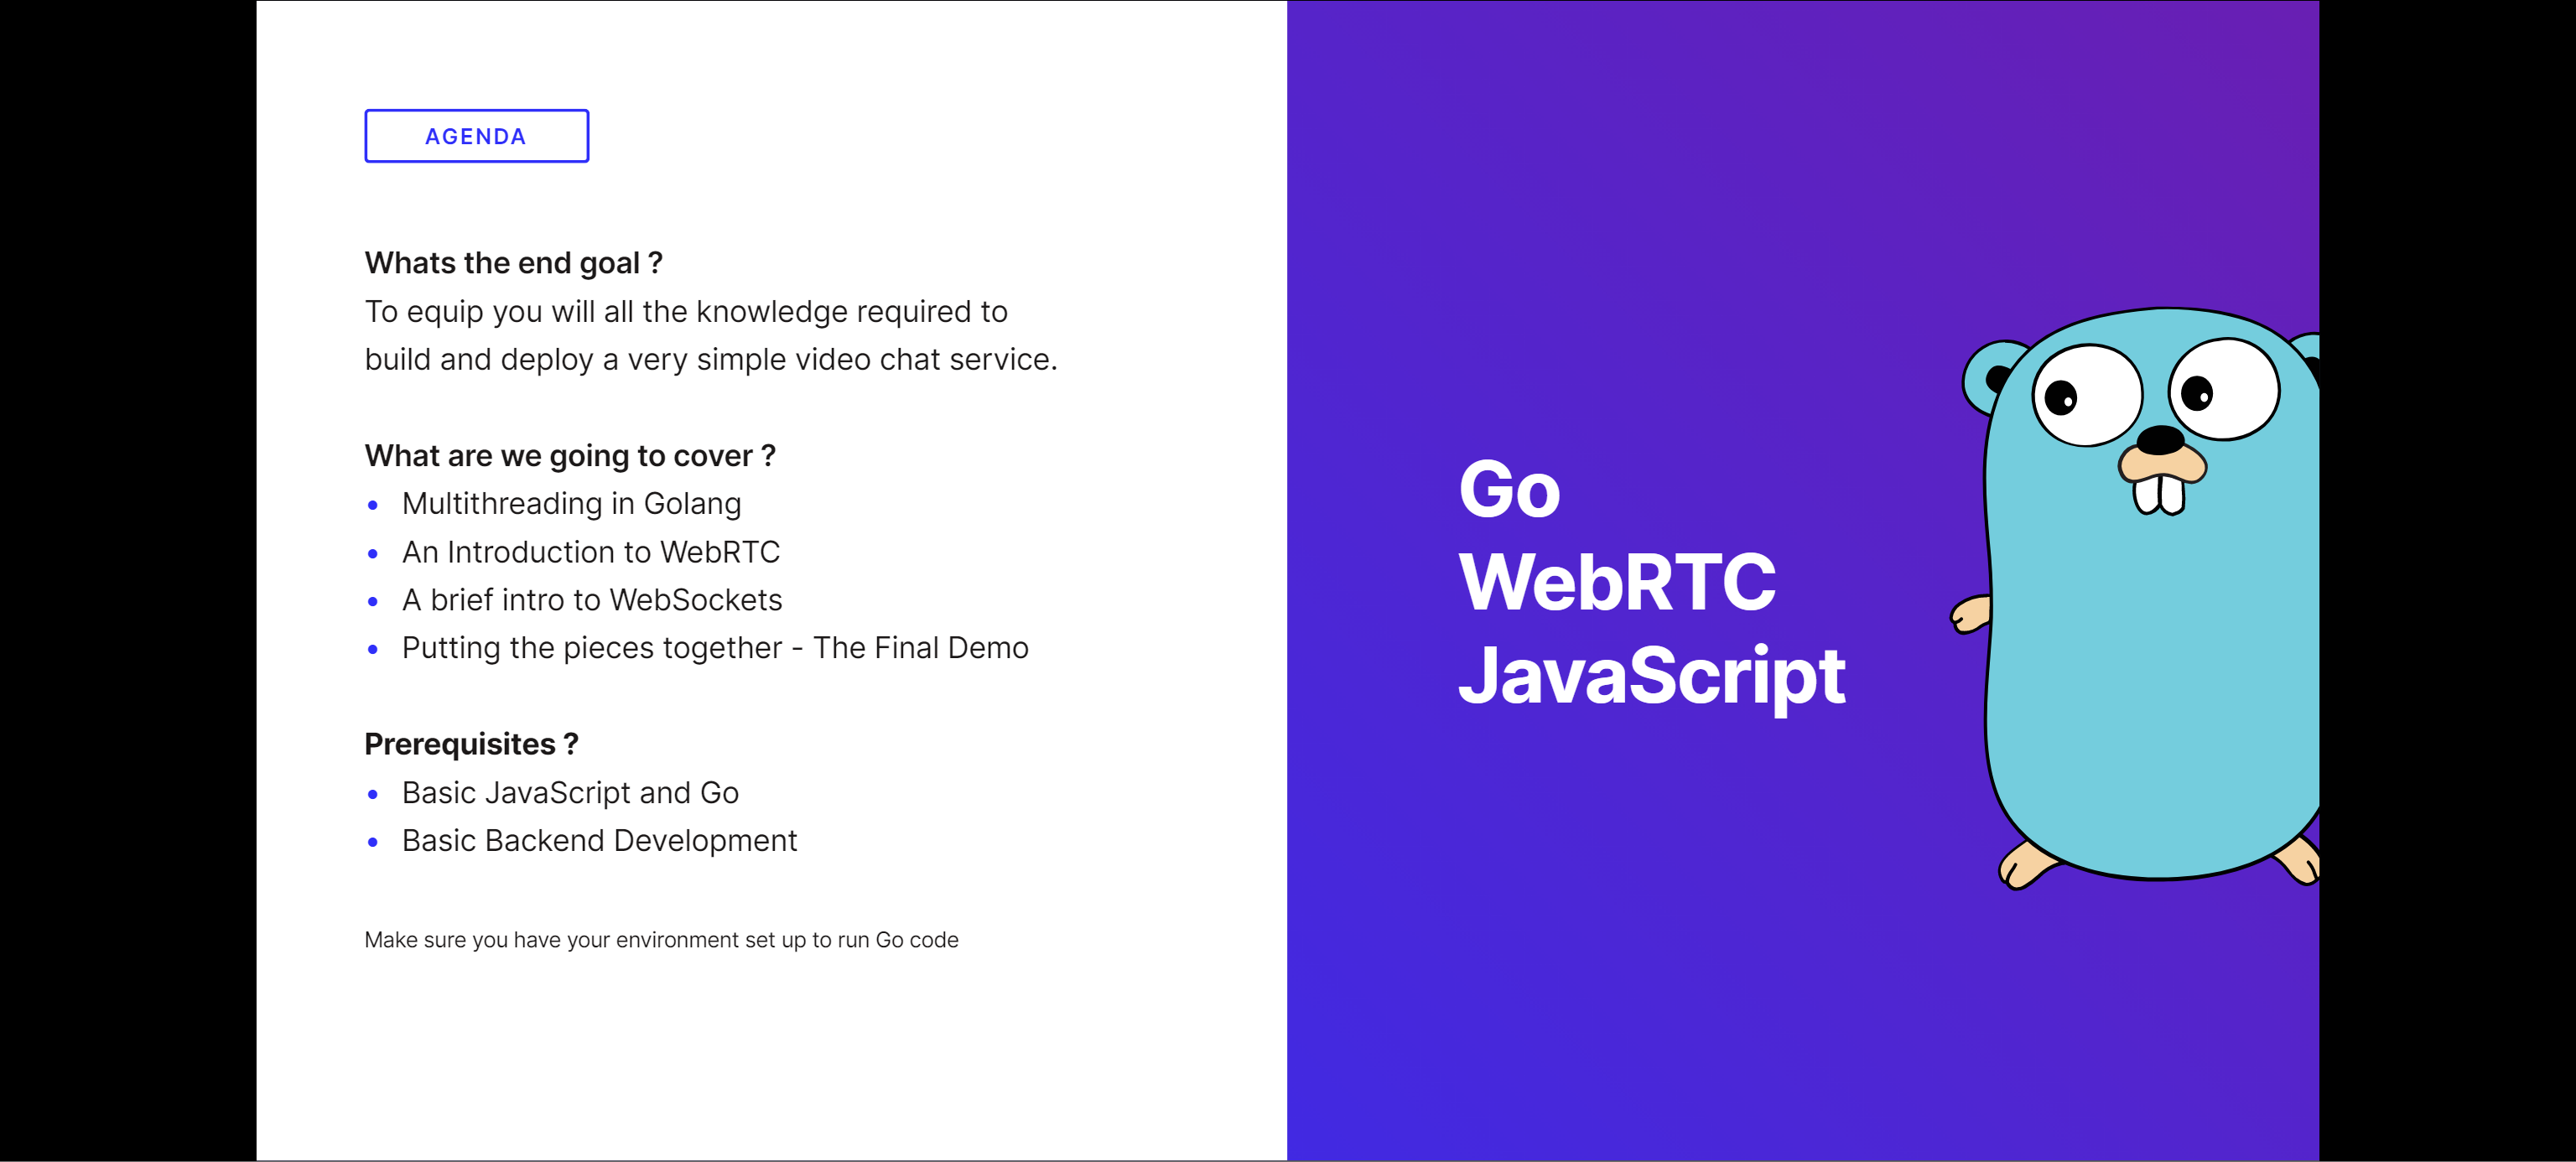 AGENDA
Whats the end goal ?
To equip you will all the knowledge required to
build and deploy a very simple video chat service.
What are we going to cover ?
• Multithreading in Golang
• An Introduction to WebRTC
• A brief intro to WebSockets
• Putting the pieces together - The Final Demo
Prerequisites ?
• Basic JavaScript and Go
• Basic Backend Development
Make sure you have your environment set up to run Go code
Go
WebRTC
JavaScript